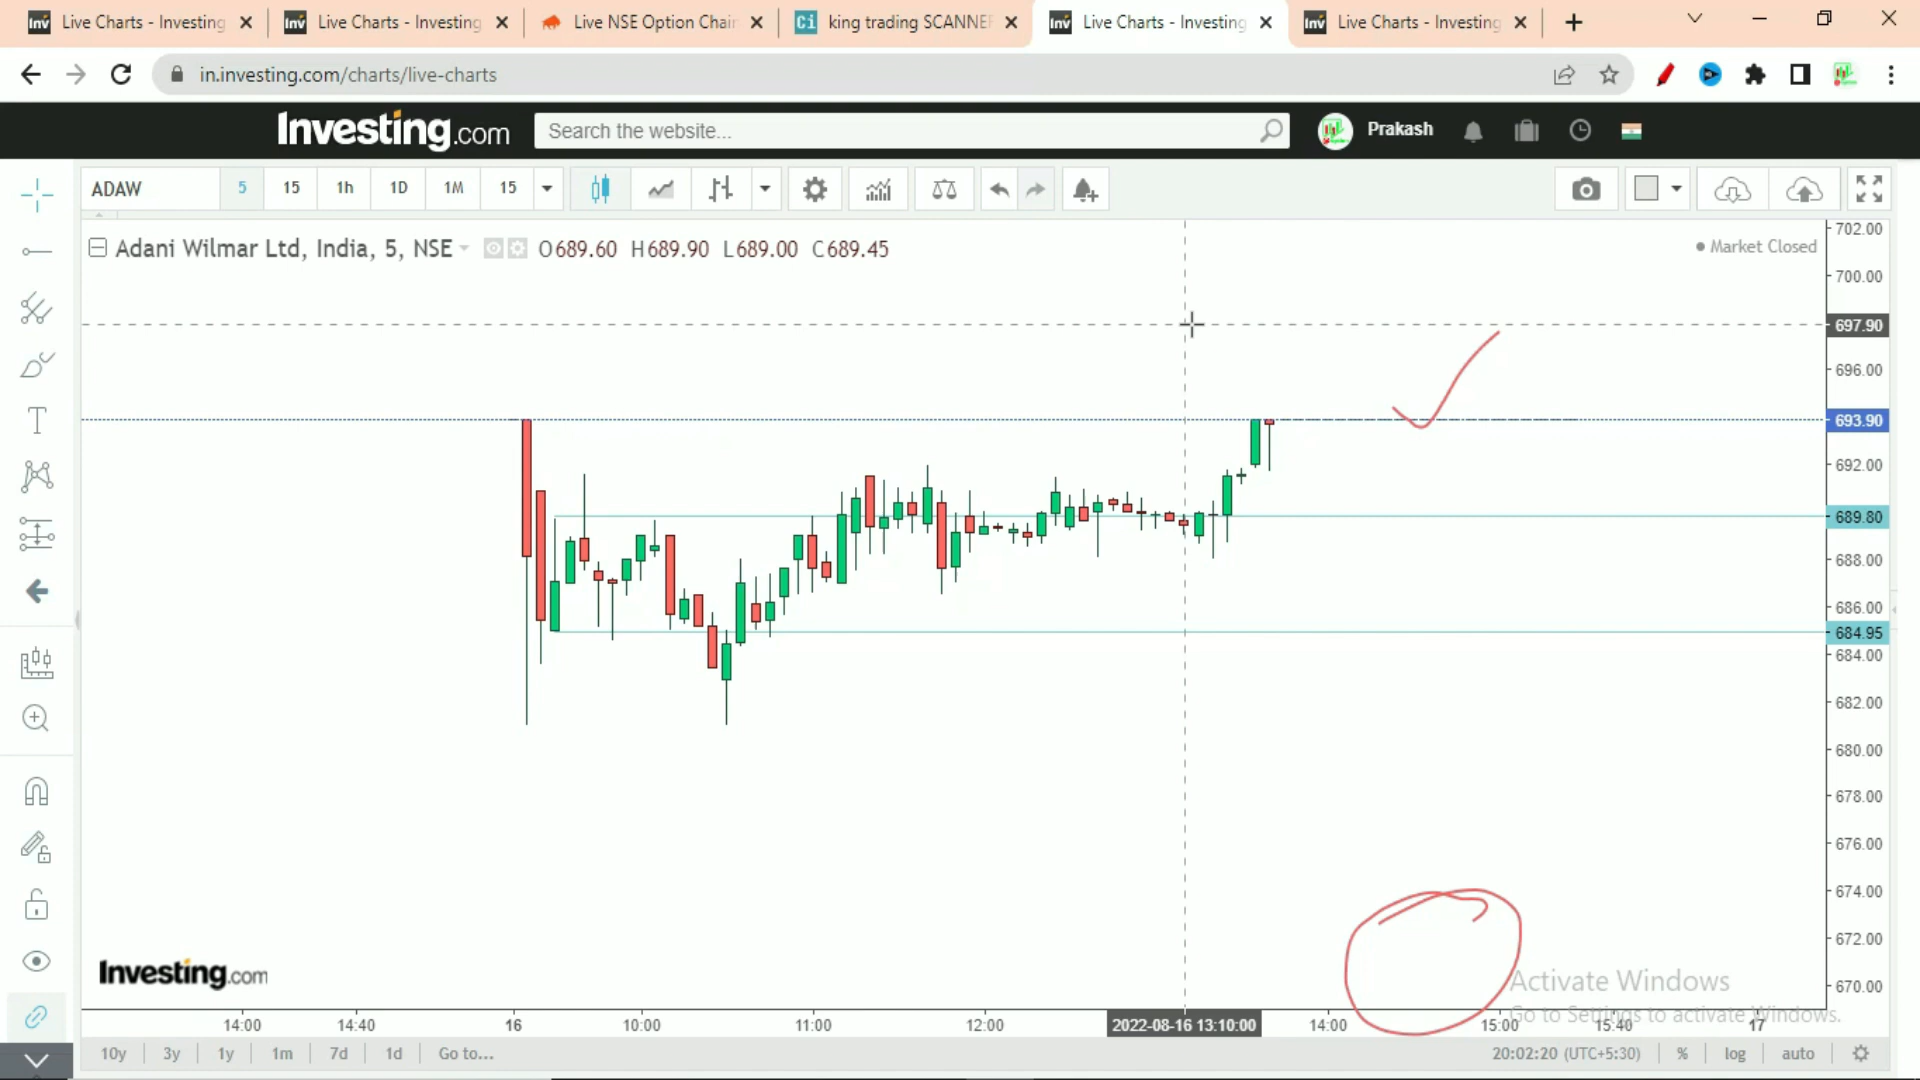 Live Charts - Investing
Live Charts - Investing
Live NSE Option Chain
king trading SCANNER
Live Charts - Investing
Live Charts - Investing
in.investing.com/charts/live-charts
Investing.com
Search the website...
Prakash
ADAW
5
15
1h
1D
1M
15
Adani Wilmar Ltd, India, 5, NSE
O689.60 H689.90 L689.00 C689.45
Market Closed
702.00
700.00
697.90
696.00
693.90
692.00
689.80
688.00
686.00
684.95
684.00
682.00
680.00
678.00
676.00
674.00
672.00
670.00
Investing.com
Activate Windows
Go to Settings to activate Windows.
14:00
14:40
16
10:00
11:00
12:00
2022-08-16 13:10:00
14:00
15:00
15:40
17
10y
3y
1y
1m
7d
1d
Go to...
20:02:20 (UTC+5:30)
%
log
auto